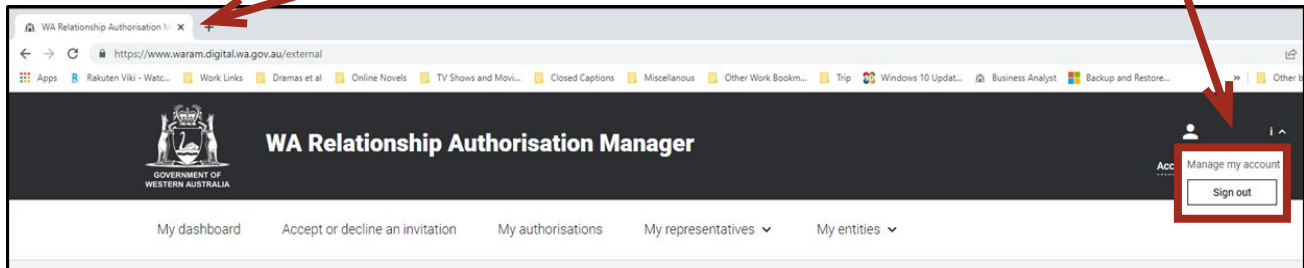 WA Relationship Authorisation M
https://www.waram.digital.wa.gov.au/external
Apps Rakuten Viki - Watc... Work Links Dramas et al Online Novels TV Shows and Movi... Closed Captions Miscellanous Other Work Bookm... Trip Windows 10 Updat... Business Analyst Backup and Restore... » Other b
GOVERNMENT OF
WESTERN AUSTRALIA
WA Relationship Authorisation Manager
i
Acc
Manage my account
Sign out
My dashboard Accept or decline an invitation My authorisations My representatives My entities